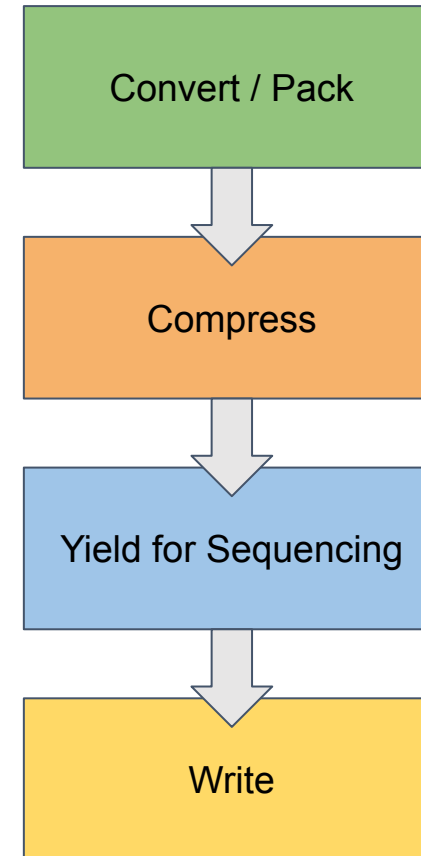 Convert / Pack
Compress
Yield for Sequencing
Write